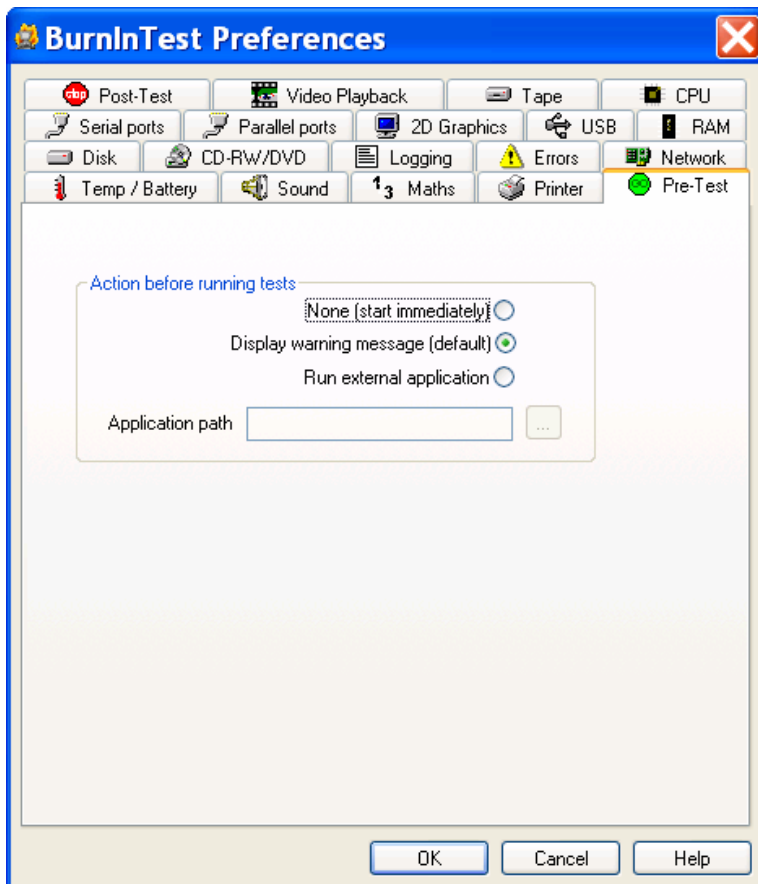 BurnInTest Preferences
Post-Test Video Playback Tape CPU
Serial ports Parallel ports 2D Graphics USB RAM
Disk CD-RW/DVD Logging Errors Network
Temp / Battery Sound 1 3 Maths Printer Pre-Test
Action before running tests
None (start immediately)
Display warning message (default)
Run external application
Application path ...
OK Cancel Help